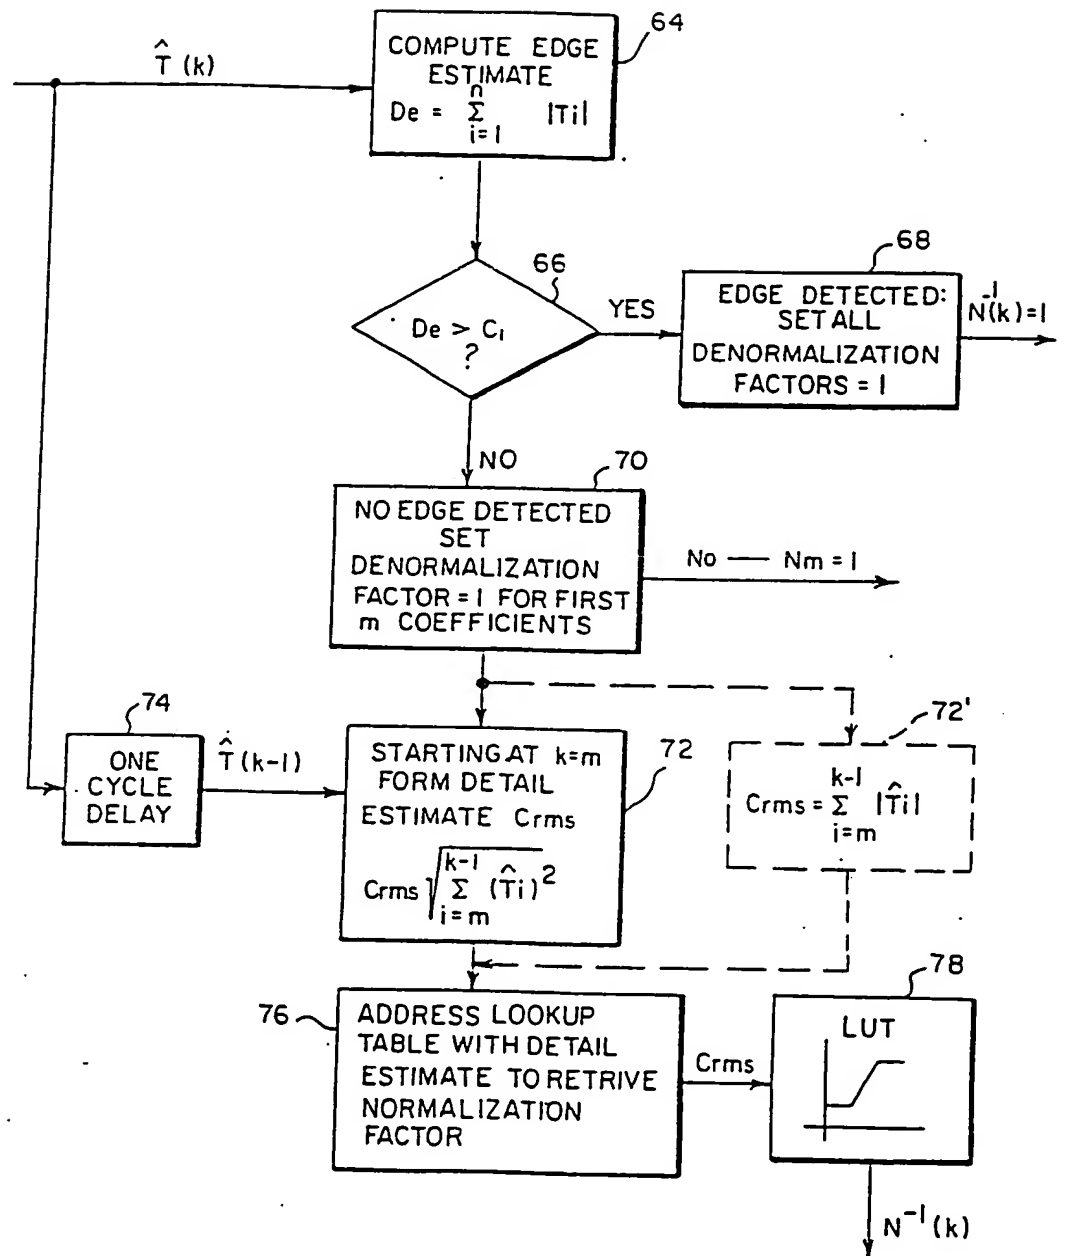 64
T̂ (k)
COMPUTE EDGE
ESTIMATE
De = n Σ i=1 |Ti|
66
De > C₁
?
YES
68
EDGE DETECTED:
SET ALL
DENORMALIZATION
FACTORS = 1
N⁻¹(k)=1
NO
70
NO EDGE DETECTED
SET
DENORMALIZATION
FACTOR = 1 FOR FIRST
m COEFFICIENTS
No — Nm = 1
74
ONE
CYCLE
DELAY
T̂ (k-1)
72
STARTING AT k=m
FORM DETAIL
ESTIMATE Crms
Crms √ k-1 Σ i=m (T̂i)²
72'
Crms = k-1 Σ i=m |T̂i|
76
ADDRESS LOOKUP
TABLE WITH DETAIL
ESTIMATE TO RETRIVE
NORMALIZATION
FACTOR
Crms
78
LUT
N⁻¹(k)